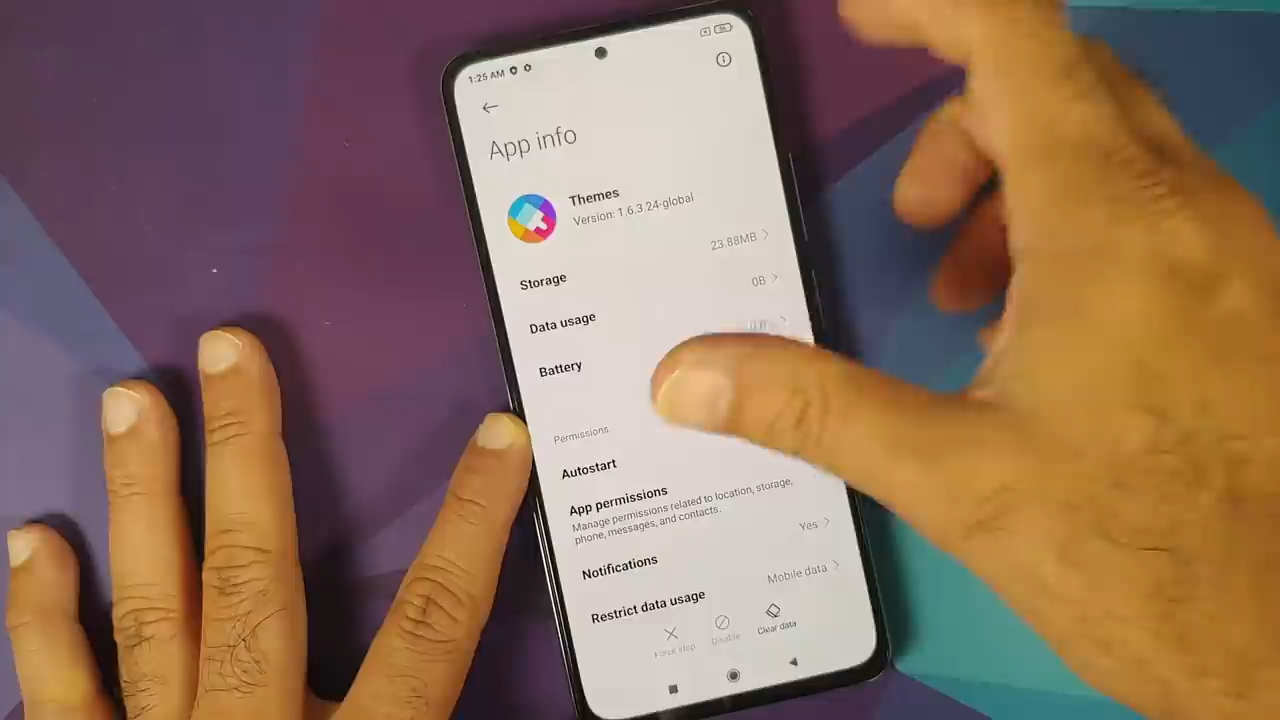 1:25 AM
App info
Themes
Version: 1.6.3.24-global
Storage
23.88MB
Data usage
0B
Battery
Permissions
Autostart
App permissions
Manage permissions related to location, storage,
phone, messages, and contacts.
Notifications
Yes
Restrict data usage
Mobile data
Force stop
Disable
Clear data